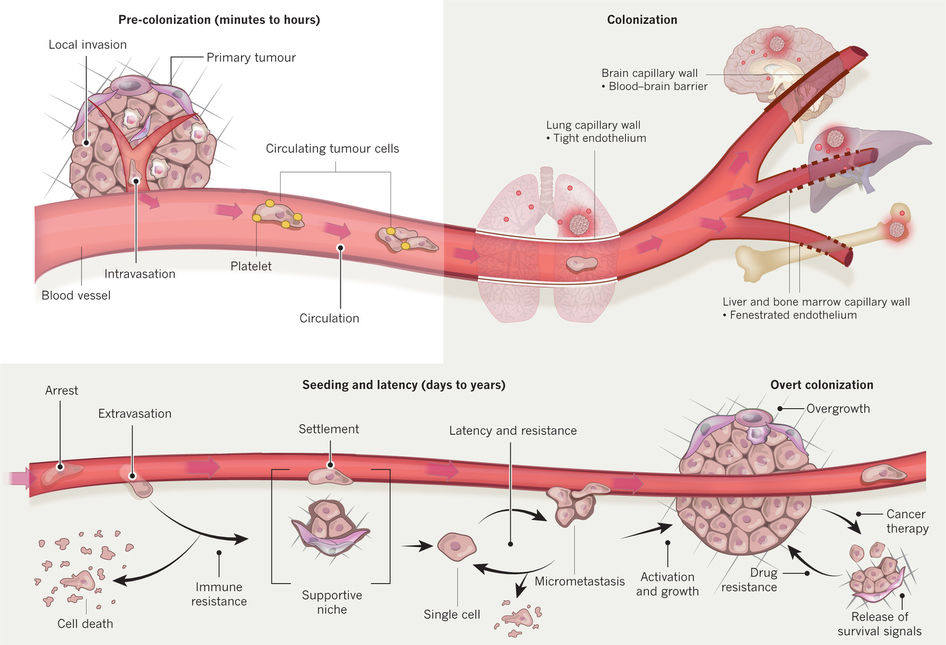 Pre-colonization (minutes to hours)
Local invasion
Primary tumour
Circulating tumour cells
Platelet
Intravasation
Blood vessel
Circulation
Colonization
Brain capillary wall
• Blood–brain barrier
Lung capillary wall
• Tight endothelium
Liver and bone marrow capillary wall
• Fenestrated endothelium
Seeding and latency (days to years)
Arrest
Extravasation
Settlement
Latency and resistance
Immune
resistance
Cell death
Supportive
niche
Single cell
Micrometastasis
Activation
and growth
Overt colonization
Overgrowth
Cancer
therapy
Drug
resistance
Release of
survival signals